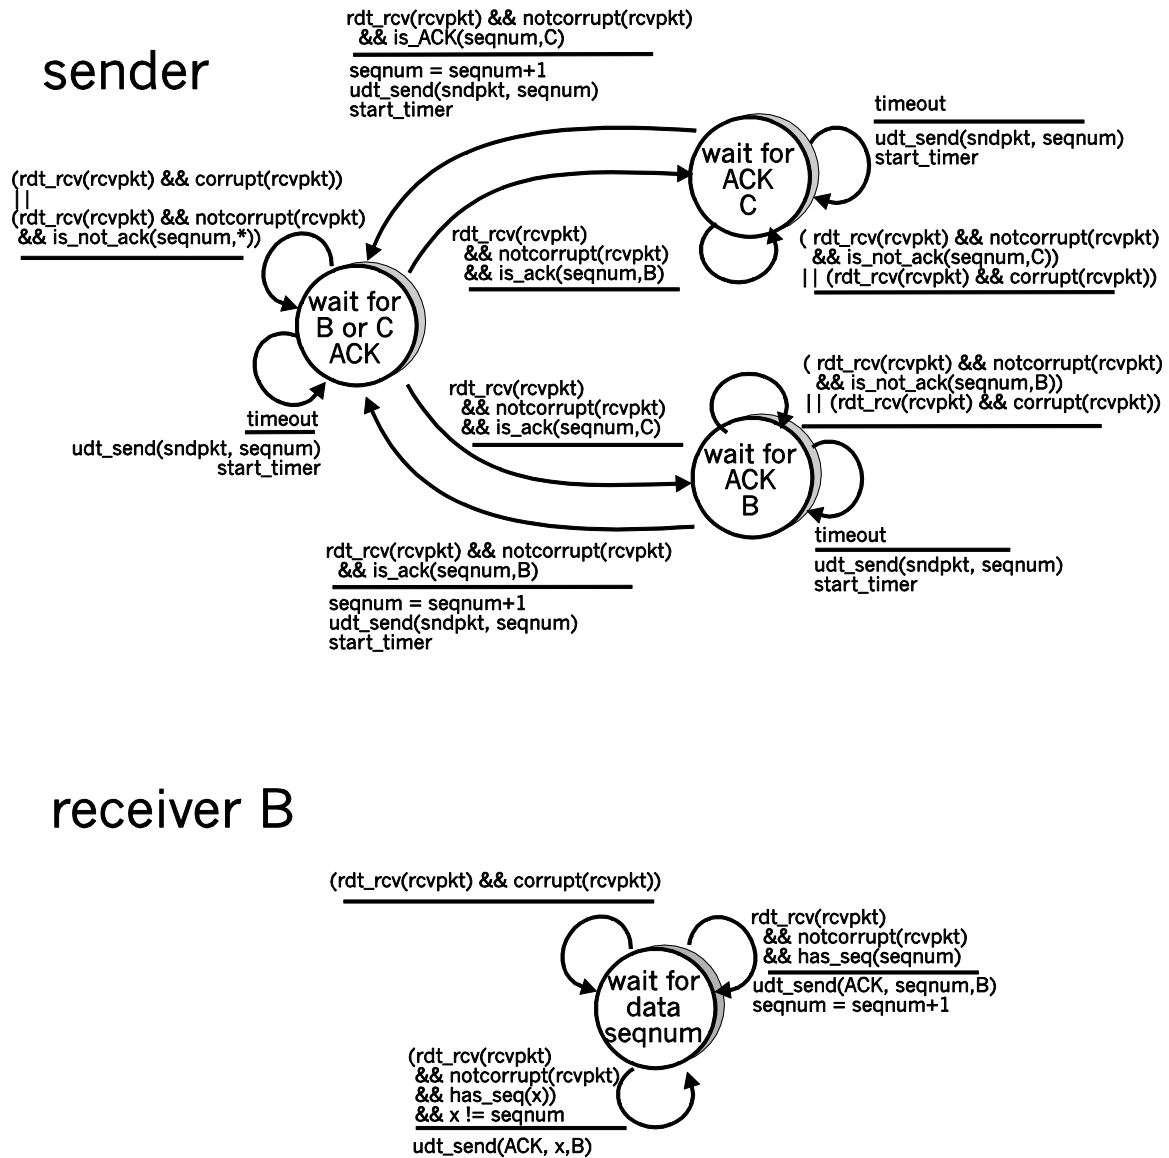 sender
rdt_rcv(rcvpkt) && notcorrupt(rcvpkt)
&& is_ACK(seqnum,C)
seqnum = seqnum+1
udt_send(sndpkt, seqnum)
start_timer
timeout
udt_send(sndpkt, seqnum)
start_timer
wait for
ACK
C
(rdt_rcv(rcvpkt) && corrupt(rcvpkt))
||
(rdt_rcv(rcvpkt) && notcorrupt(rcvpkt)
&& is_not_ack(seqnum,*))
rdt_rcv(rcvpkt)
&& notcorrupt(rcvpkt)
&& is_ack(seqnum,B)
( rdt_rcv(rcvpkt) && notcorrupt(rcvpkt)
&& is_not_ack(seqnum,C))
|| (rdt_rcv(rcvpkt) && corrupt(rcvpkt))
wait for
B or C
ACK
timeout
udt_send(sndpkt, seqnum)
start_timer
rdt_rcv(rcvpkt)
&& notcorrupt(rcvpkt)
&& is_ack(seqnum,C)
( rdt_rcv(rcvpkt) && notcorrupt(rcvpkt)
&& is_not_ack(seqnum,B))
|| (rdt_rcv(rcvpkt) && corrupt(rcvpkt))
wait for
ACK
B
timeout
udt_send(sndpkt, seqnum)
start_timer
rdt_rcv(rcvpkt) && notcorrupt(rcvpkt)
&& is_ack(seqnum,B)
seqnum = seqnum+1
udt_send(sndpkt, seqnum)
start_timer
receiver B
(rdt_rcv(rcvpkt) && corrupt(rcvpkt))
rdt_rcv(rcvpkt)
&& notcorrupt(rcvpkt)
&& has_seq(seqnum)
udt_send(ACK, seqnum,B)
seqnum = seqnum+1
wait for
data
seqnum
(rdt_rcv(rcvpkt)
&& notcorrupt(rcvpkt)
&& has_seq(x))
&& x != seqnum
udt_send(ACK, x,B)